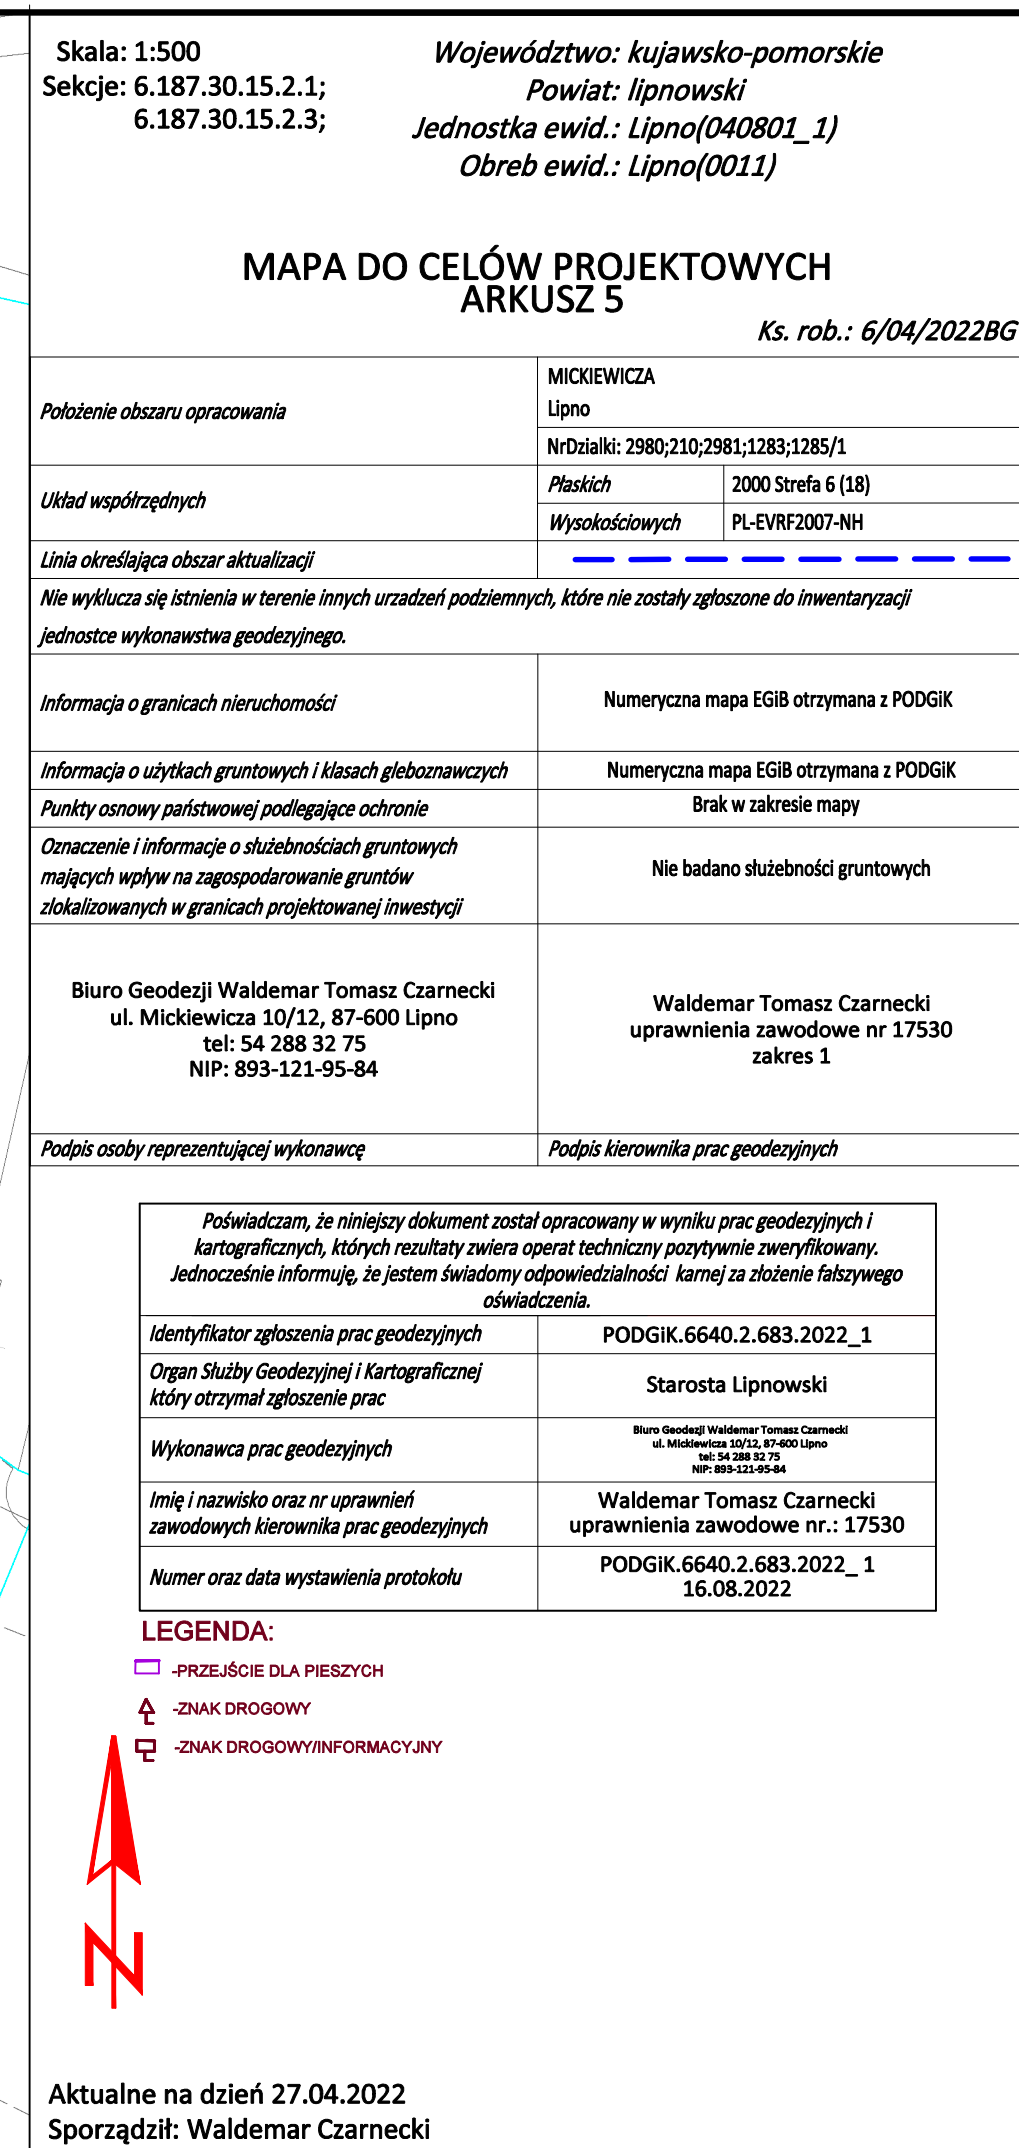 Skala: 1:500
Sekcje: 6.187.30.15.2.1;
6.187.30.15.2.3;
Województwo: kujawsko-pomorskie
Powiat: lipnowski
Jednostka ewid.: Lipno(040801_1)
Obreb ewid.: Lipno(0011)
MAPA DO CELÓW PROJEKTOWYCH
ARKUSZ 5
Ks. rob.: 6/04/2022BG
Położenie obszaru opracowania
MICKIEWICZA
Lipno
NrDzialki: 2980;210;2981;1283;1285/1
Układ współrzędnych
Płaskich
2000 Strefa 6 (18)
Wysokościowych
PL-EVRF2007-NH
Linia określająca obszar aktualizacji
Nie wyklucza się istnienia w terenie innych urzadzeń podziemnych, które nie zostały zgłoszone do inwentaryzacji
jednostce wykonawstwa geodezyjnego.
Informacja o granicach nieruchomości
Numeryczna mapa EGiB otrzymana z PODGiK
Informacja o użytkach gruntowych i klasach gleboznawczych
Numeryczna mapa EGiB otrzymana z PODGiK
Punkty osnowy państwowej podlegające ochronie
Brak w zakresie mapy
Oznaczenie i informacje o służebnościach gruntowych
mających wpływ na zagospodarowanie gruntów
zlokalizowanych w granicach projektowanej inwestycji
Nie badano służebności gruntowych
Biuro Geodezji Waldemar Tomasz Czarnecki
ul. Mickiewicza 10/12, 87-600 Lipno
tel: 54 288 32 75
NIP: 893-121-95-84
Waldemar Tomasz Czarnecki
uprawnienia zawodowe nr 17530
zakres 1
Podpis osoby reprezentującej wykonawcę
Podpis kierownika prac geodezyjnych
Poświadczam, że niniejszy dokument został opracowany w wyniku prac geodezyjnych i
kartograficznych, których rezultaty zwiera operat techniczny pozytywnie zweryfikowany.
Jednocześnie informuję, że jestem świadomy odpowiedzialności karnej za złożenie fałszywego
oświadczenia.
Identyfikator zgłoszenia prac geodezyjnych
PODGiK.6640.2.683.2022_1
Organ Służby Geodezyjnej i Kartograficznej
który otrzymał zgłoszenie prac
Starosta Lipnowski
Wykonawca prac geodezyjnych
Biuro Geodezji Waldemar Tomasz Czarnecki
ul. Mickiewicza 10/12, 87-600 Lipno
tel: 54 288 32 75
NIP: 893-121-95-84
Imię i nazwisko oraz nr uprawnień
zawodowych kierownika prac geodezyjnych
Waldemar Tomasz Czarnecki
uprawnienia zawodowe nr.: 17530
Numer oraz data wystawienia protokołu
PODGiK.6640.2.683.2022_ 1
16.08.2022
LEGENDA:
-PRZEJŚCIE DLA PIESZYCH
-ZNAK DROGOWY
-ZNAK DROGOWY/INFORMACYJNY
N
Aktualne na dzień 27.04.2022
Sporządził: Waldemar Czarnecki